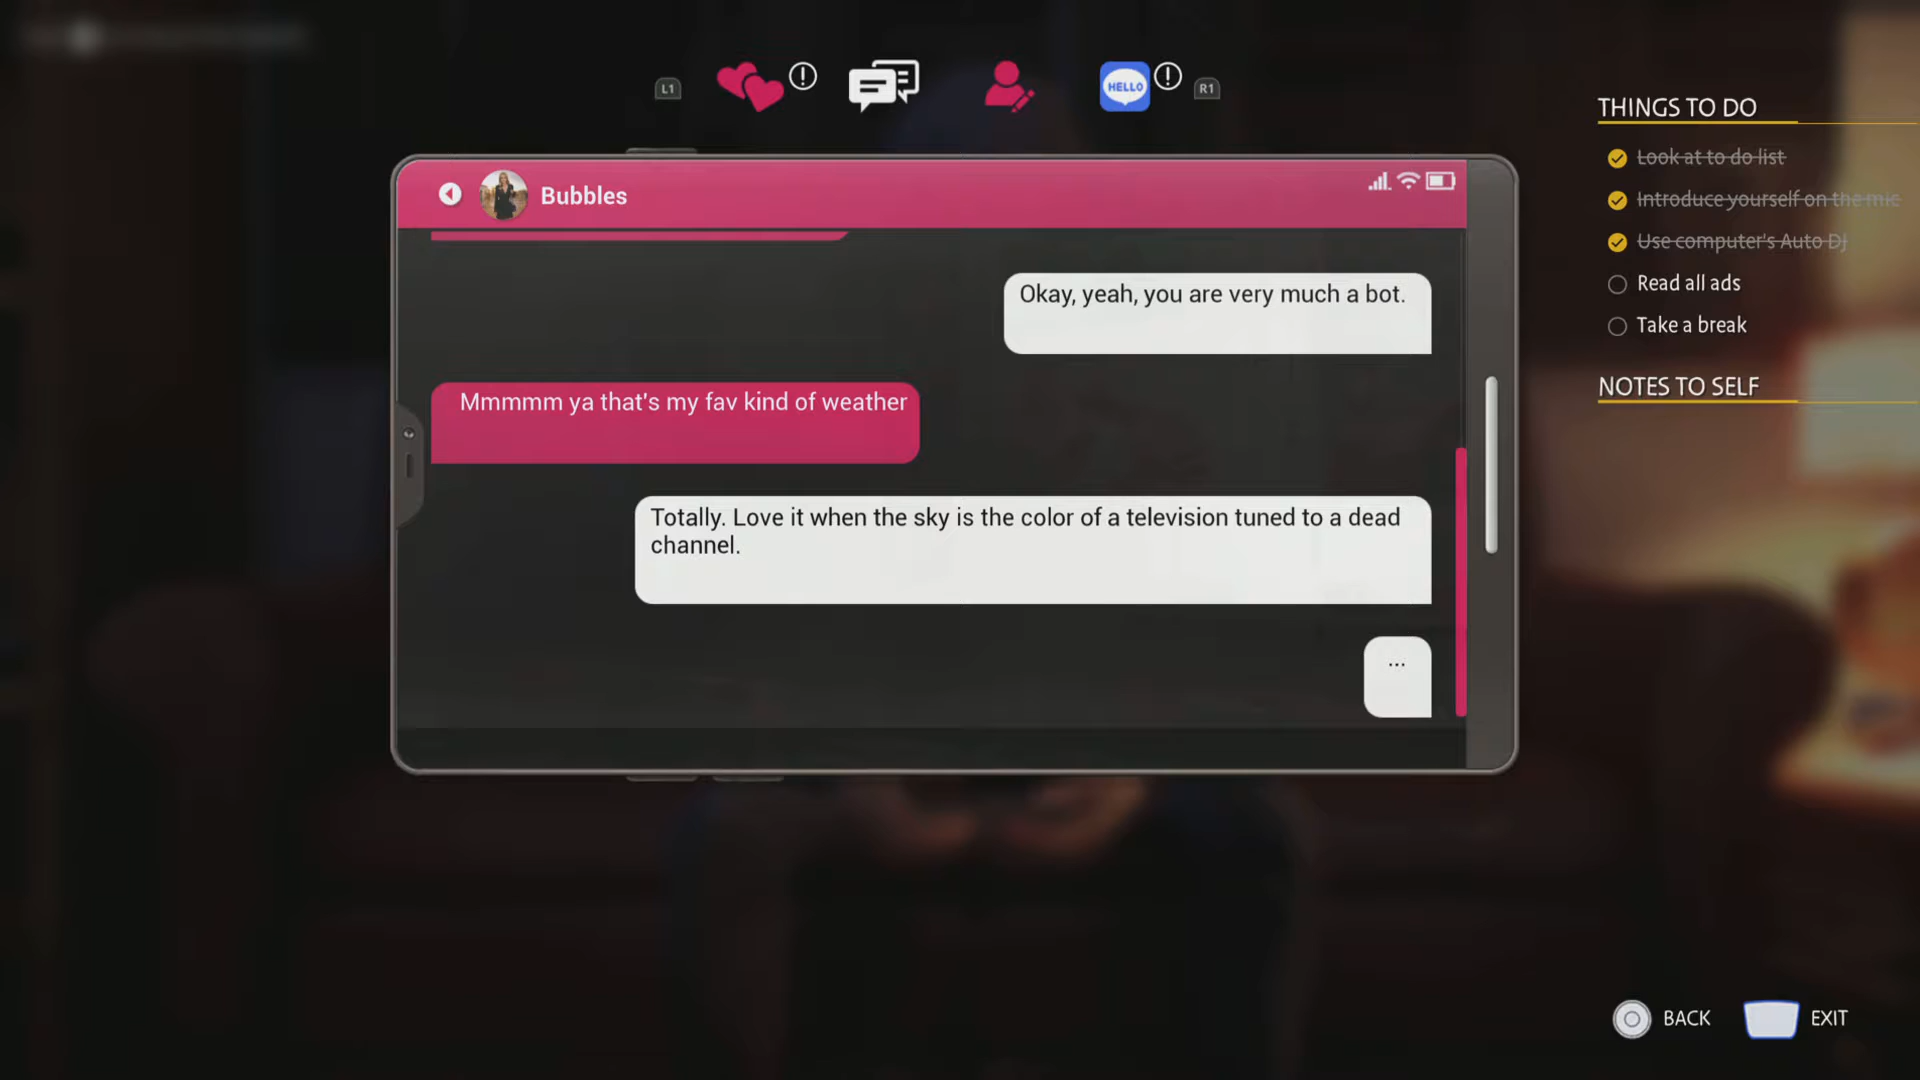 L1
HELLO
R1
THINGS TO DO
Look at to do list
Introduce yourself on the mic
Use computer's Auto DJ
Read all ads
Take a break
NOTES TO SELF
Bubbles
Okay, yeah, you are very much a bot.
Mmmmm ya that's my fav kind of weather
Totally. Love it when the sky is the color of a television tuned to a dead
channel.
...
BACK
EXIT